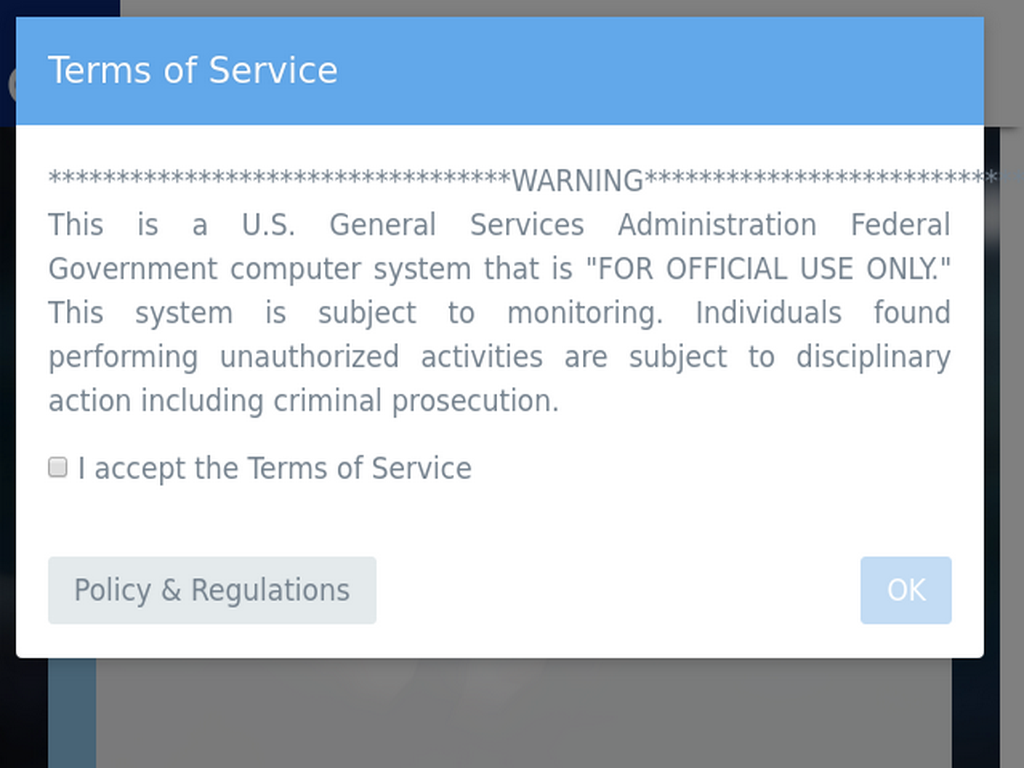 Terms of Service
**********************************WARNING**************************
This is a U.S. General Services Administration Federal
Government computer system that is "FOR OFFICIAL USE ONLY."
This system is subject to monitoring. Individuals found
performing unauthorized activities are subject to disciplinary
action including criminal prosecution.
I accept the Terms of Service
Policy & Regulations
OK